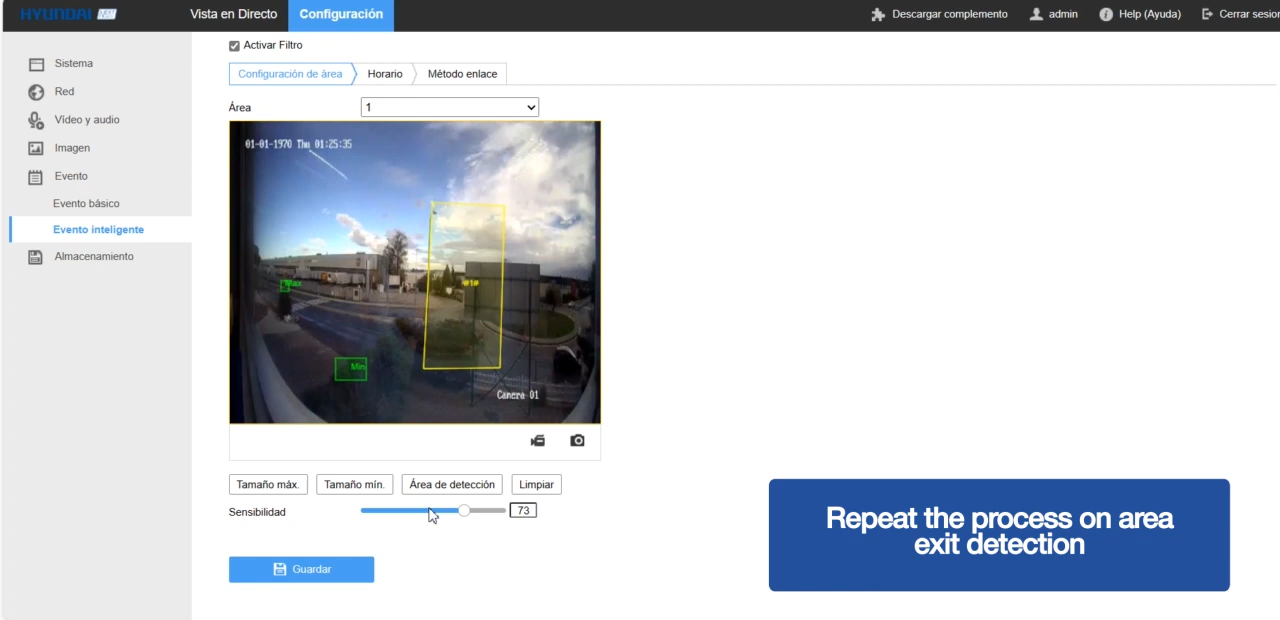 HYUNDAI
Vista en Directo
Configuración
Descargar complemento
admin
Help (Ayuda)
Cerrar sesion
Sistema
Red
Vídeo y audio
Imagen
Evento
Evento básico
Evento inteligente
Almacenamiento
Activar Filtro
Configuración de área
Horario
Método enlace
Área
1
01-01-1970 Thu 01:25:35
Max
#1#
Min
Camera 01
Tamaño máx.
Tamaño mín.
Área de detección
Limpiar
Sensibilidad
73
Guardar
Repeat the process on area
exit detection